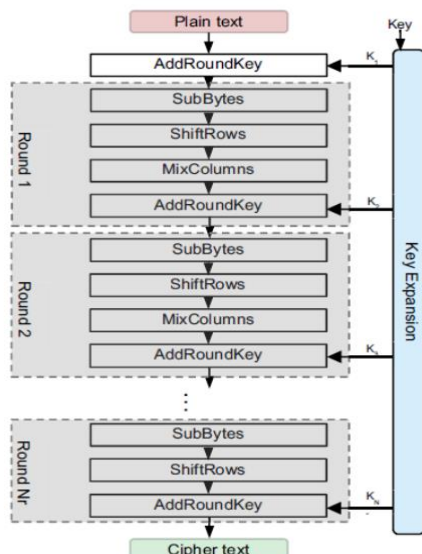 Plain text
Key
AddRoundKey
K₁
Round 1
SubBytes
ShiftRows
MixColumns
AddRoundKey
K₂
Key Expansion
Round 2
SubBytes
ShiftRows
MixColumns
AddRoundKey
K₃
...
Round Nr
SubBytes
ShiftRows
AddRoundKey
Cipher text